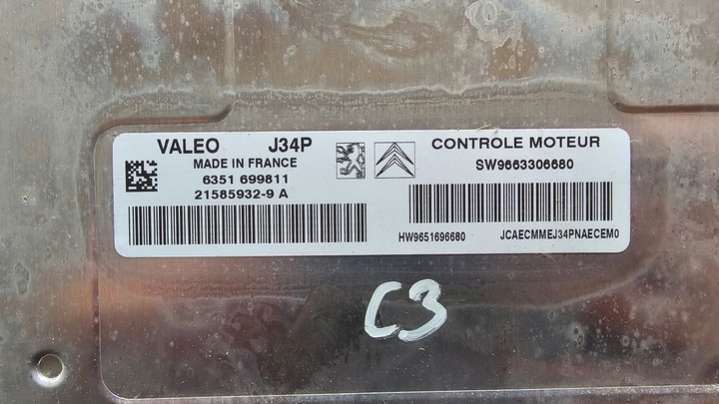 VALEO J34P
MADE IN FRANCE
6351 699811
21585932-9 A
CONTROLE MOTEUR
SW9663306680
HW9651696680 JCAECMMEJ34PNAECEM0
C3